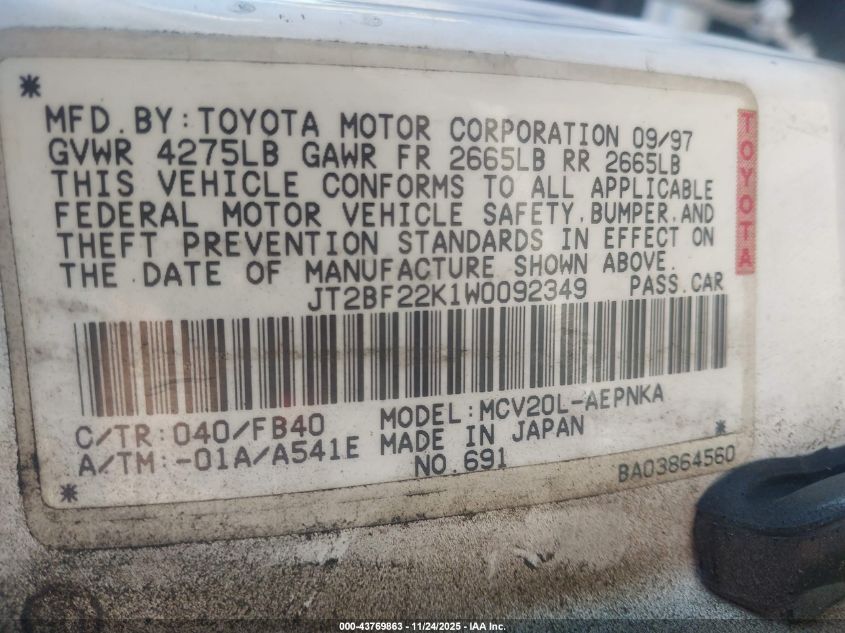 MFD.BY:TOYOTA MOTOR CORPORATION 09/97
GVWR 4275LB GAWR FR 2665LB RR 2665LB
THIS VEHICLE CONFORMS TO ALL APPLICABLE
FEDERAL MOTOR VEHICLE SAFETY,BUMPER,AND
THEFT PREVENTION STANDARDS IN EFFECT ON
THE DATE OF MANUFACTURE SHOWN ABOVE.
JT2BF22K1W0092349 PASS.CAR
TOYOTA
C/TR:040/FB40 MODEL:MCV20L-AEPNKA
A/TM:-01A/A541E MADE IN JAPAN
NO.691
BA03864560
000-43769863 - 11/24/2025 - IAA Inc.